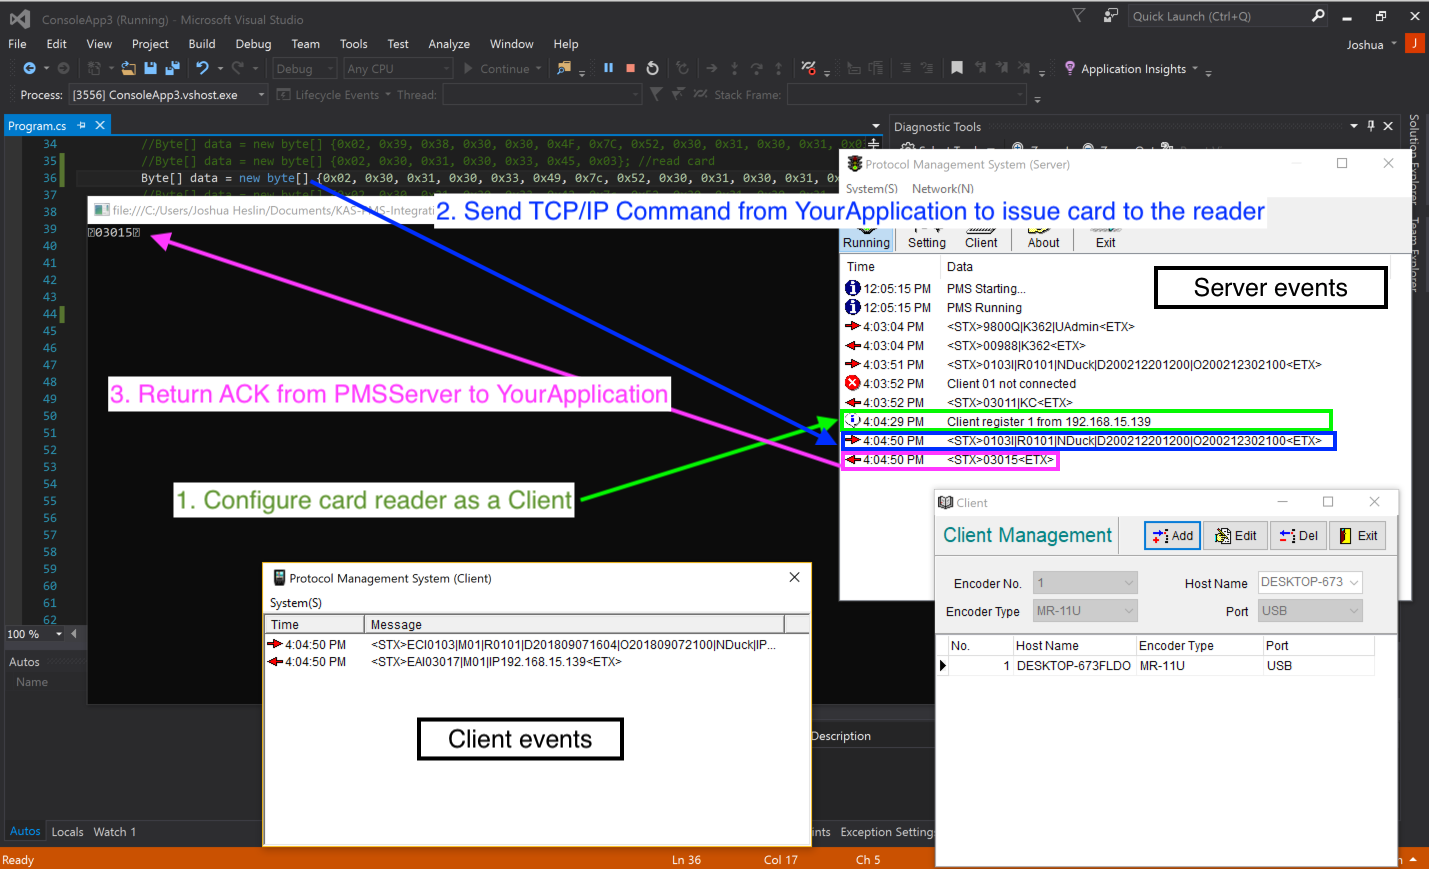 ConsoleApp3 (Running) - Microsoft Visual Studio
Quick Launch (Ctrl+Q)
File Edit View Project Build Debug Team Tools Test Analyze Window Help
Joshua J
Debug Any CPU Continue Application Insights
Process: [3556] ConsoleApp3.vshost.exe Lifecycle Events Thread: Stack Frame:
Program.cs
Diagnostic Tools
Solution Explorer
Team Explorer
34 //Byte[] data = new byte[] {0x02, 0x39, 0x38, 0x30, 0x30, 0x4F, 0x7C, 0x52, 0x30, 0x31, 0x30, 0x31,
35 //Byte[] data = new byte[] {0x02, 0x30, 0x31, 0x30, 0x33, 0x45, 0x03}; //read card
36 Byte[] data = new byte[] {0x02, 0x30, 0x31, 0x30, 0x33, 0x49, 0x7c, 0x52, 0x30, 0x31, 0x30, 0x31,
37
38
39
40
41
42
43
44
45
46
47
48
49
50
51
52
53
54
55
56
57
58
59
60
61
62
file:///C:/Users/Joshua Heslin/Documents/KAS-PMS-Integrati
03015
2. Send TCP/IP Command from YourApplication to issue card to the reader
3. Return ACK from PMSServer to YourApplication
1. Configure card reader as a Client
Protocol Management System (Server)
System(S) Network(N)
Running Setting Client About Exit
Time Data
Server events
12:05:15 PM PMS Starting...
12:05:15 PM PMS Running
4:03:04 PM <STX>9800Q|K362|UAdmin<ETX>
4:03:04 PM <STX>00988|K362<ETX>
4:03:51 PM <STX>0103I|R0101|NDuck|D200212201200|O200212302100<ETX>
4:03:52 PM Client 01 not connected
4:03:52 PM <STX>03011|KC<ETX>
4:04:29 PM Client register 1 from 192.168.15.139
4:04:50 PM <STX>0103I|R0101|NDuck|D200212201200|O200212302100<ETX>
4:04:50 PM <STX>03015<ETX>
Client
Client Management Add Edit Del Exit
Encoder No. 1 Host Name DESKTOP-673
Encoder Type MR-11U Port USB
No. Host Name Encoder Type Port
1 DESKTOP-673FLDO MR-11U USB
Protocol Management System (Client)
System(S)
Time Message
4:04:50 PM <STX>ECI0103|M01|R0101|D201809071604|O201809072100|NDuck|IP...
4:04:50 PM <STX>EAI03017|M01|IP192.168.15.139<ETX>
Client events
100 %
Autos
Name
Description
Autos Locals Watch 1
Exception Settings
Ready Ln 36 Col 17 Ch 5